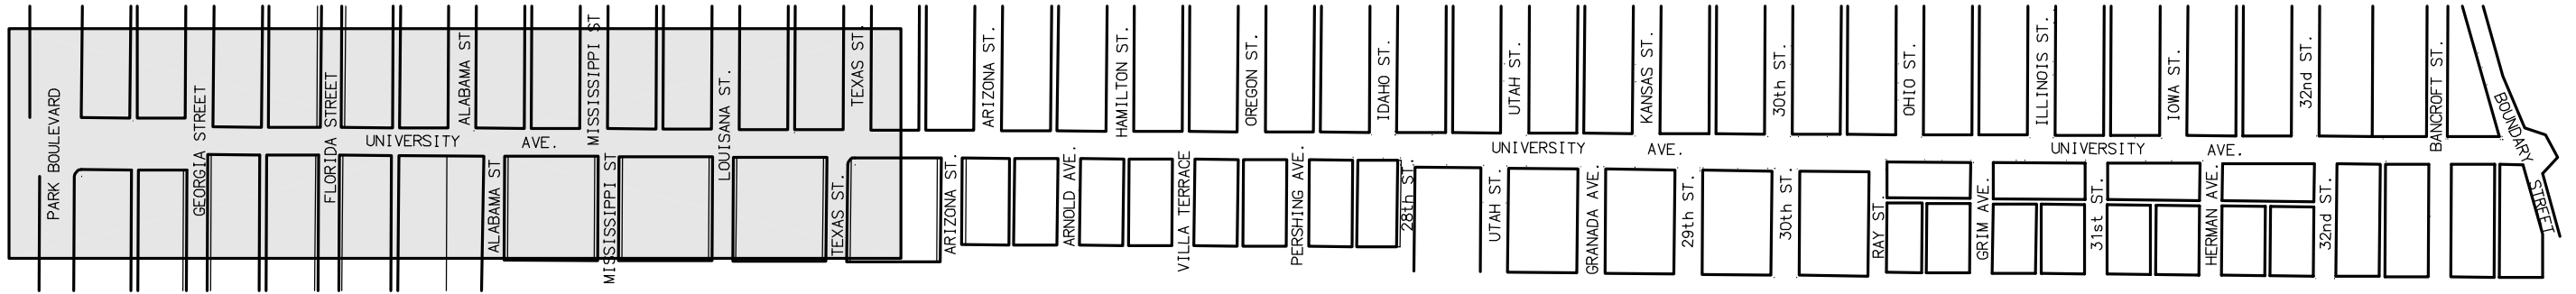 PARK BOULEVARD
GEORGIA STREET
FLORIDA STREET
ALABAMA ST.
MISSISSIPPI ST
LOUISANA ST.
TEXAS ST.
ARIZONA ST.
HAMILTON ST.
OREGON ST.
IDAHO ST.
UTAH ST.
KANSAS ST.
30th ST.
OHIO ST.
ILLINOIS ST.
IOWA ST.
32nd ST.
BANCROFT ST.
BOUNDARY STREET
UNIVERSITY AVE.
UNIVERSITY AVE.
UNIVERSITY AVE.
ALABAMA ST
MISSISSIPPI ST
TEXAS ST.
ARIZONA ST.
ARNOLD AVE.
VILLA TERRACE
PERSHING AVE.
28th ST.
UTAH ST.
GRANADA AVE.
29th ST.
30th ST.
RAY ST.
GRIM AVE.
31st ST.
HERMAN AVE.
32nd ST.